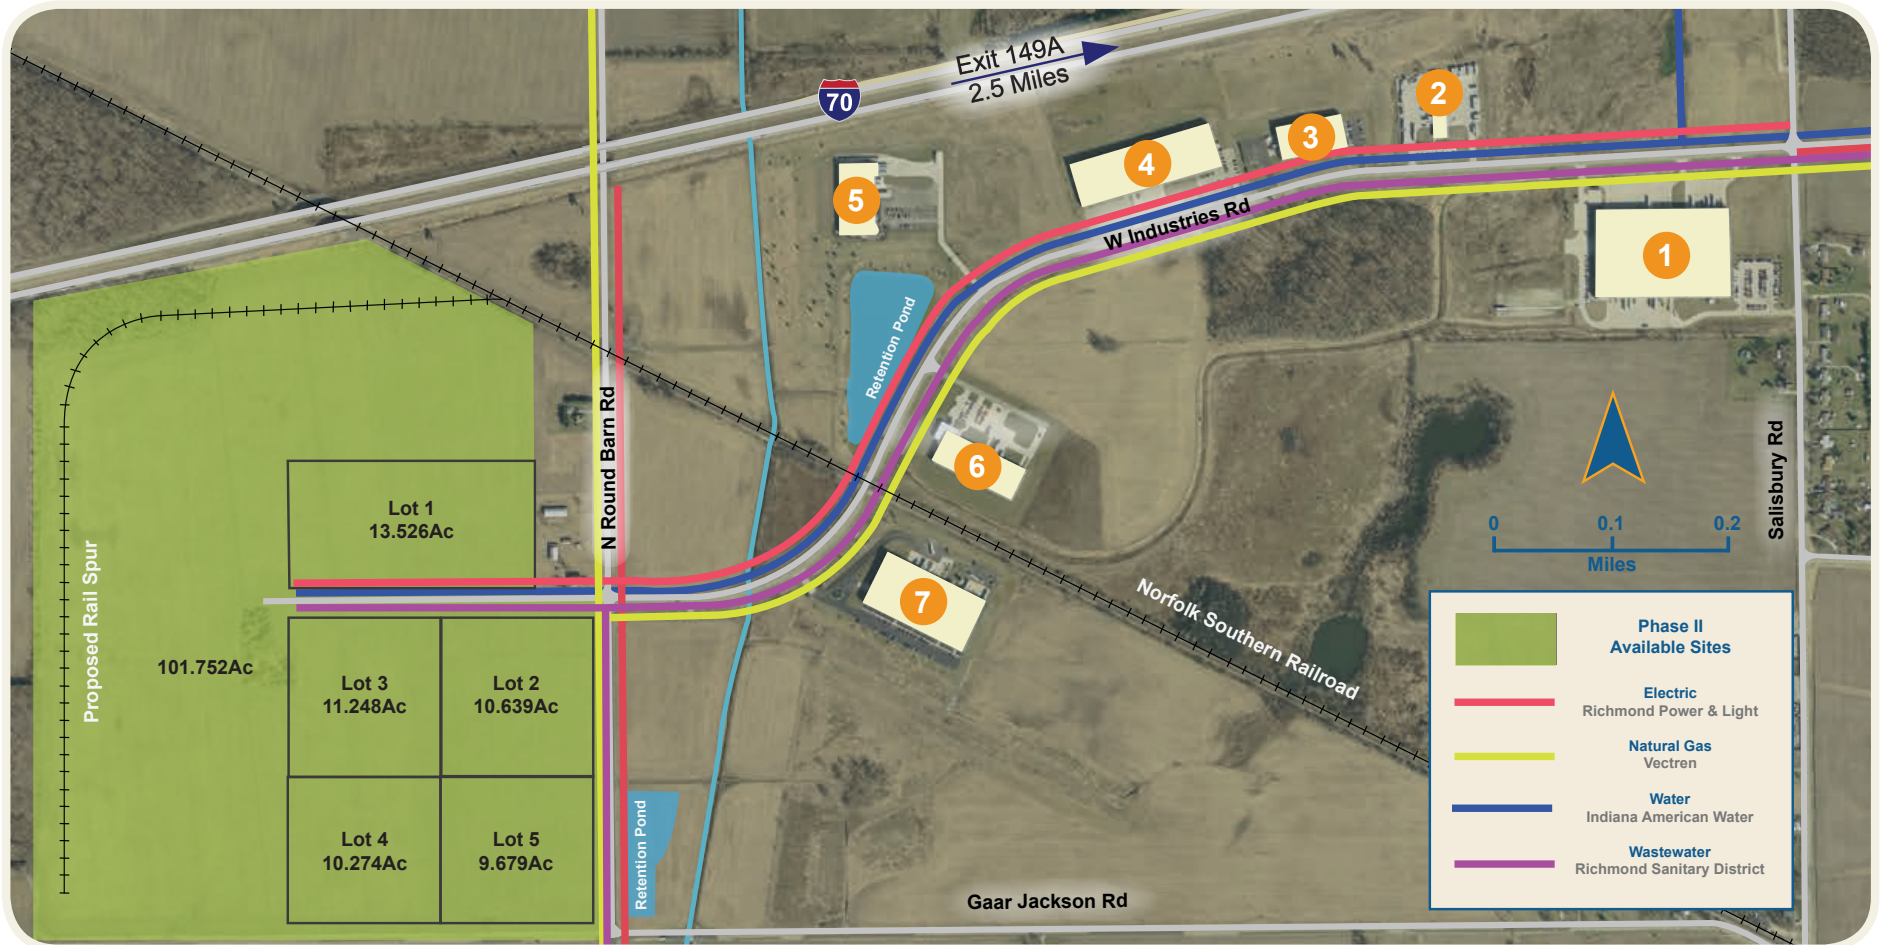 Exit 149A
2.5 Miles
70
2
3
4
5
1
W Industries Rd
Retention Pond
N Round Barn Rd
6
Salisbury Rd
0 0.1 0.2
Miles
Lot 1
13.526Ac
Proposed Rail Spur
7
Norfolk Southern Railroad
101.752Ac
Lot 3
11.248Ac
Lot 2
10.639Ac
Lot 4
10.274Ac
Lot 5
9.679Ac
Retention Pond
Gaar Jackson Rd
Phase II
Available Sites
Electric
Richmond Power & Light
Natural Gas
Vectren
Water
Indiana American Water
Wastewater
Richmond Sanitary District